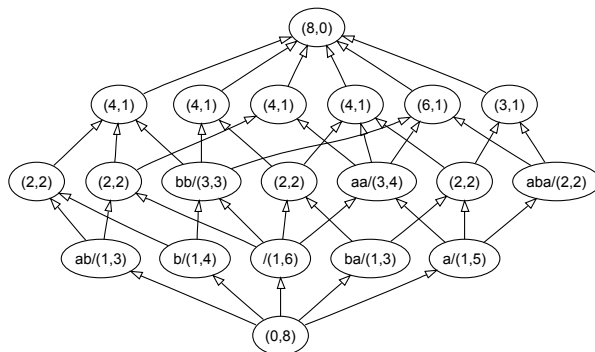 (8,0)
(4,1) (4,1) (4,1) (4,1) (6,1) (3,1)
(2,2) (2,2) bb/(3,3) (2,2) aa/(3,4) (2,2) aba/(2,2)
ab/(1,3) b/(1,4) /(1,6) ba/(1,3) a/(1,5)
(0,8)